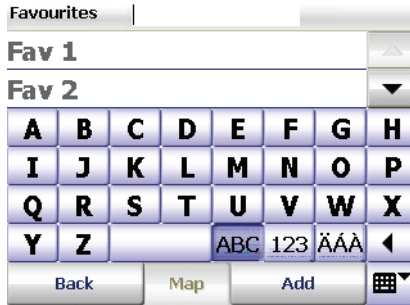 Favourites
Fav 1
Fav 2
A B C D E F G H
I J K L M N O P
Q R S T U V W X
Y Z ABC 123 ÄÁÀ
Back Map Add